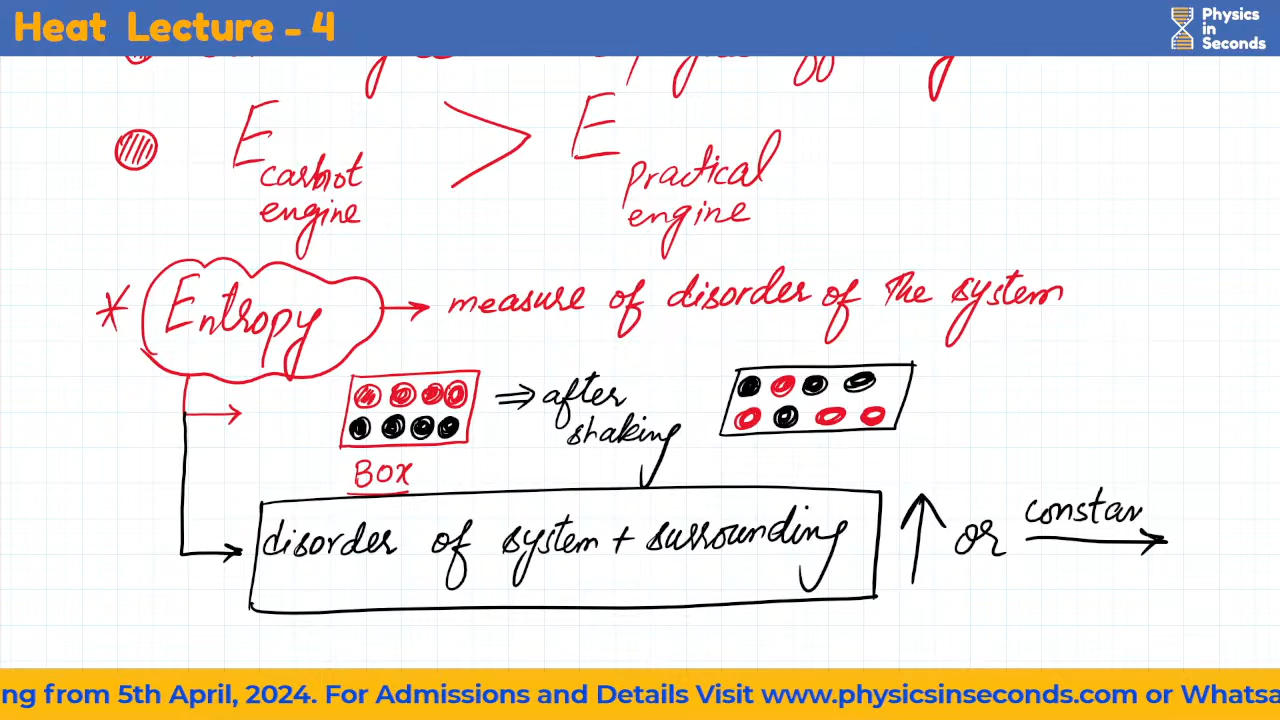 Heat Lecture - 4
Physics
in
Seconds
E carnot engine > E practical engine
* Entropy → measure of disorder of the system
⇒ after
shaking
BOX
disorder of system + surrounding ↑ or constan
ng from 5th April, 2024. For Admissions and Details Visit www.physicsinseconds.com or Whatsa